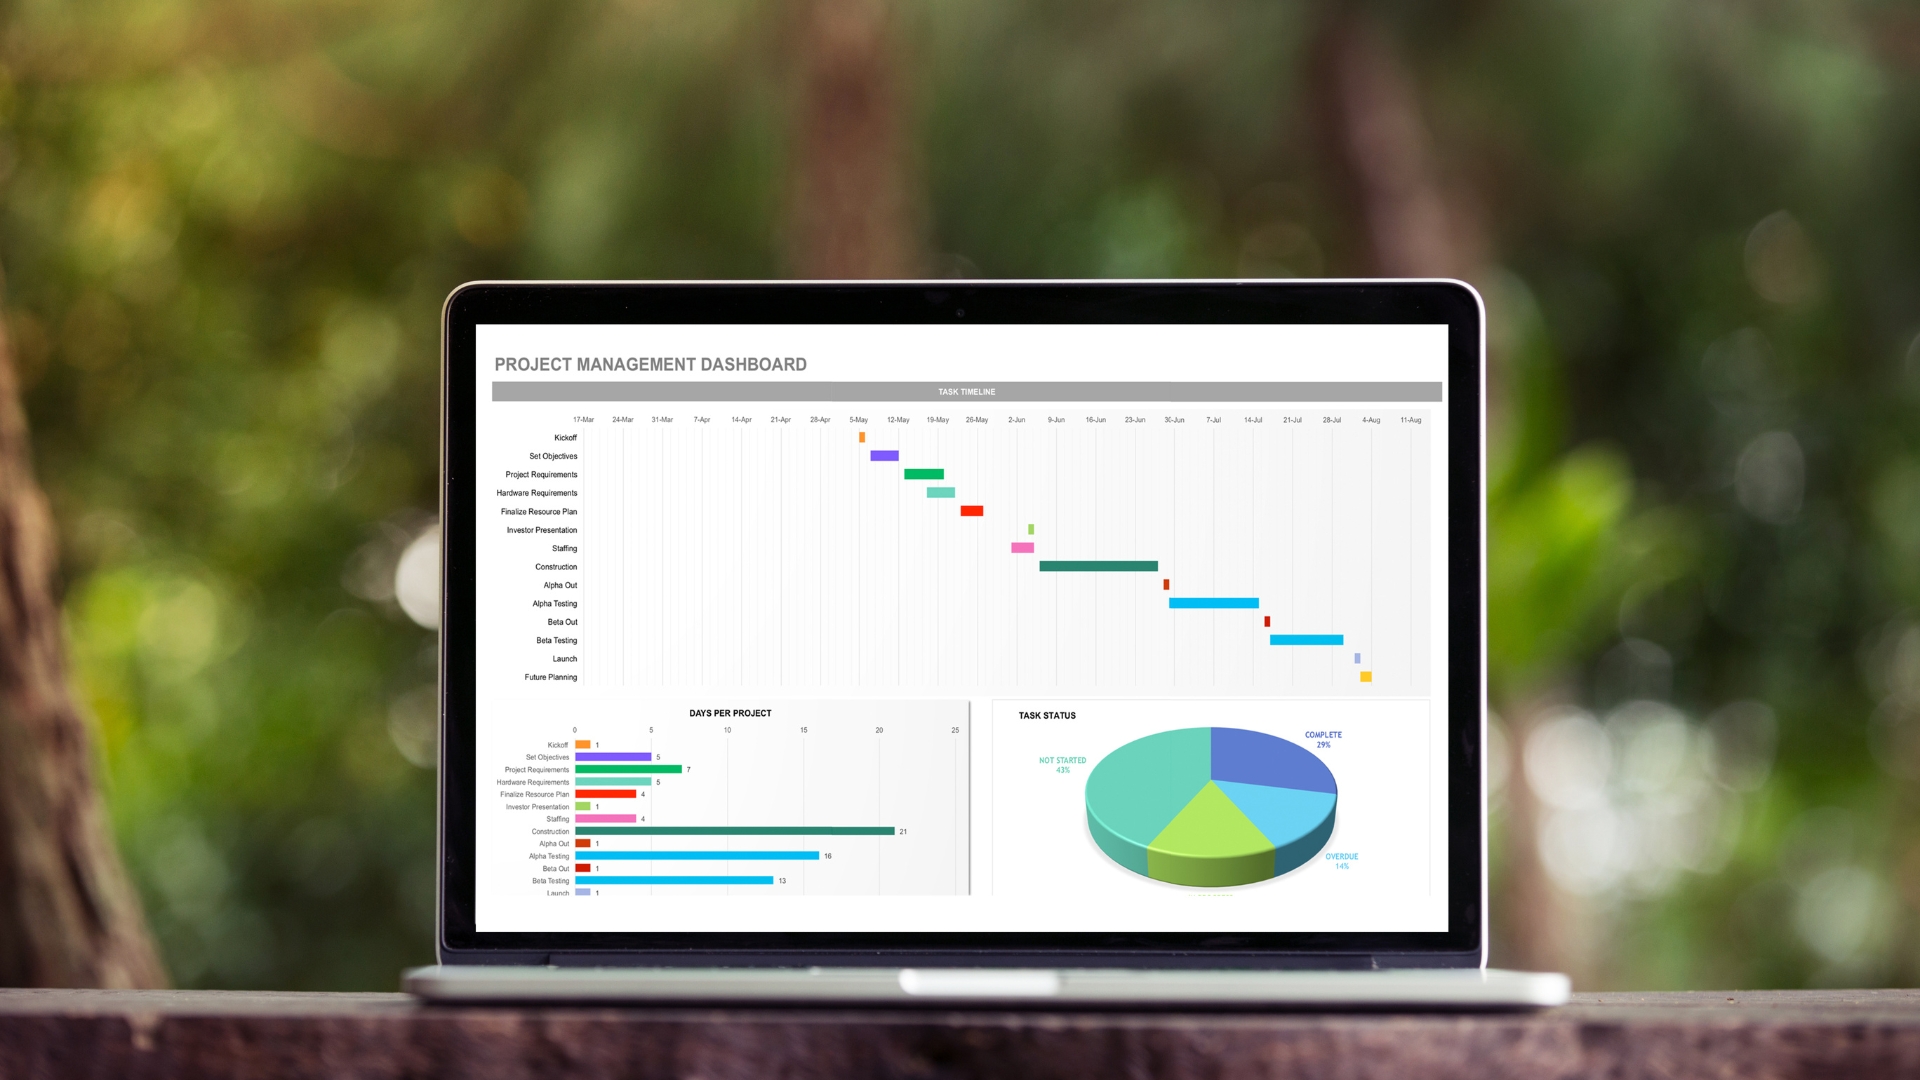 PROJECT MANAGEMENT DASHBOARD
TASK TIMELINE
17-Mar 24-Mar 31-Mar 7-Apr 14-Apr 21-Apr 28-Apr 5-May 12-May 19-May 26-May 2-Jun 9-Jun 16-Jun 23-Jun 30-Jun 7-Jul 14-Jul 21-Jul 28-Jul 4-Aug 11-Aug
Kickoff
Set Objectives
Project Requirements
Hardware Requirements
Finalize Resource Plan
Investor Presentation
Staffing
Construction
Alpha Out
Alpha Testing
Beta Out
Beta Testing
Launch
Future Planning
DAYS PER PROJECT
0 5 10 15 20 25
Kickoff 1
Set Objectives 5
Project Requirements 7
Hardware Requirements 5
Finalize Resource Plan 4
Investor Presentation 1
Staffing 4
Construction 21
Alpha Out 1
Alpha Testing 16
Beta Out 1
Beta Testing 13
Launch 1
TASK STATUS
COMPLETE
29%
NOT STARTED
43%
OVERDUE
14%